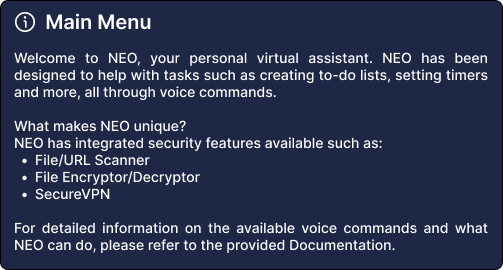 Main Menu
Welcome to NEO, your personal virtual assistant. NEO has been
designed to help with tasks such as creating to-do lists, setting timers
and more, all through voice commands.
What makes NEO unique?
NEO has integrated security features available such as:
• File/URL Scanner
• File Encryptor/Decryptor
• SecureVPN
For detailed information on the available voice commands and what
NEO can do, please refer to the provided Documentation.